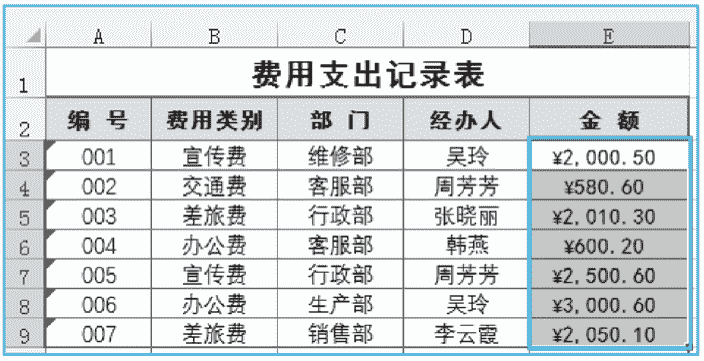 A B C D E
1 费用支出记录表
2 编 号 费用类别 部 门 经办人 金 额
3 001 宣传费 维修部 吴玲 ¥2,000.50
4 002 交通费 客服部 周芳芳 ¥580.60
5 003 差旅费 行政部 张晓丽 ¥2,010.30
6 004 办公费 客服部 韩燕 ¥600.20
7 005 宣传费 行政部 周芳芳 ¥2,500.60
8 006 办公费 生产部 吴玲 ¥3,000.60
9 007 差旅费 销售部 李云霞 ¥2,050.10